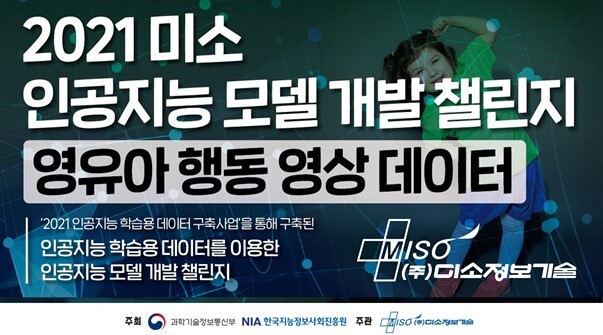 2021 미소
인공지능 모델 개발 챌린지
영유아 행동 영상 데이터
'2021 인공지능 학습용 데이터 구축사업'을 통해 구축된
인공지능 학습용 데이터를 이용한
인공지능 모델 개발 챌린지
MISO
(주)미소정보기술
주최 과학기술정보통신부 NIA 한국지능정보사회진흥원 주관 MISO (주)미소정보기술